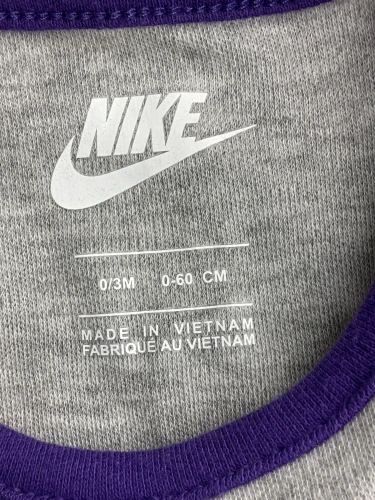 NIKE
0/3M 0-60 CM
MADE IN VIETNAM
FABRIQUÉ AU VIETNAM